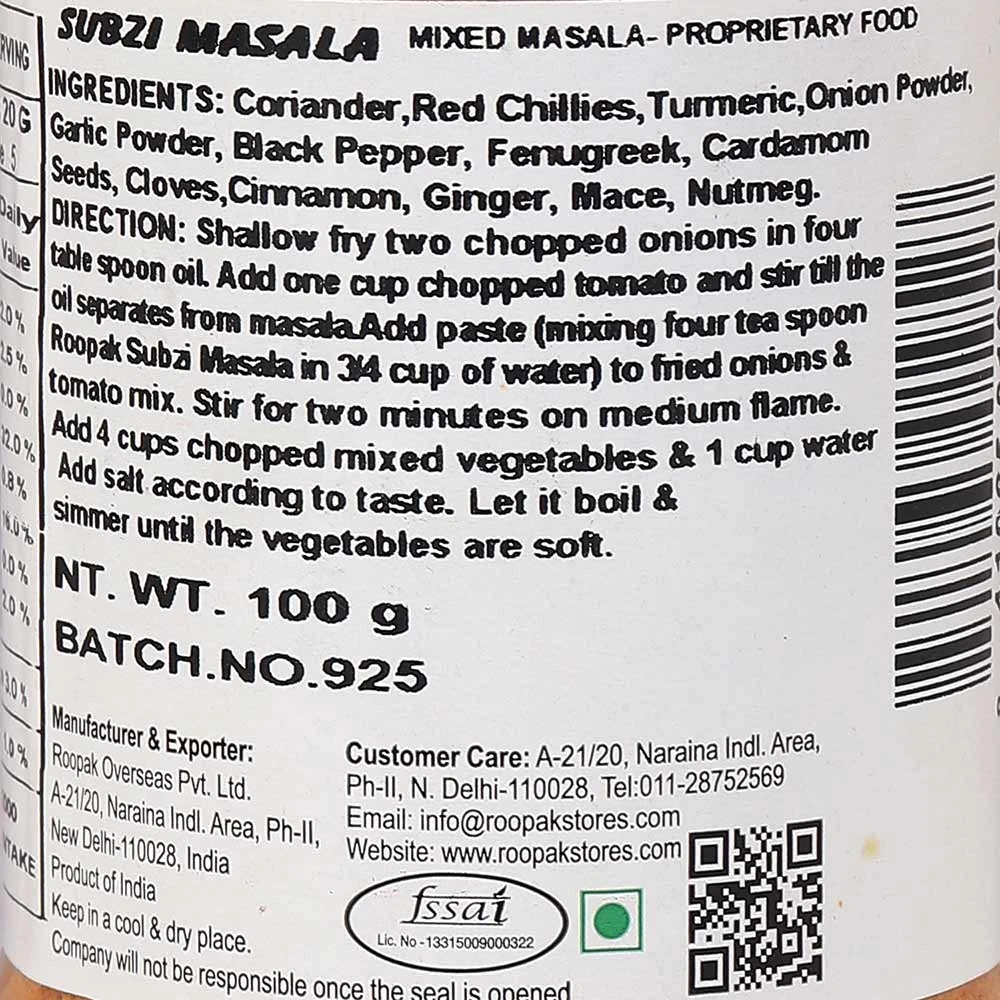 SUBZI MASALA MIXED MASALA- PROPRIETARY FOOD
INGREDIENTS: Coriander,Red Chillies,Turmeric,Onion Powder,
Garlic Powder, Black Pepper, Fenugreek, Cardamom
Seeds, Cloves,Cinnamon, Ginger, Mace, Nutmeg.
DIRECTION: Shallow fry two chopped onions in four
table spoon oil. Add one cup chopped tomato and stir till the
oil separates from masala.Add paste (mixing four tea spoon
Roopak Subzi Masala in 3/4 cup of water) to fried onions &
tomato mix. Stir for two minutes on medium flame.
Add 4 cups chopped mixed vegetables & 1 cup water
Add salt according to taste. Let it boil &
simmer until the vegetables are soft.
NT. WT. 100 g
BATCH.NO.925
Manufacturer & Exporter:
Roopak Overseas Pvt. Ltd.
A-21/20, Naraina Indl. Area, Ph-II,
New Delhi-110028, India
Product of India
Keep in a cool & dry place.
Company will not be responsible once the seal is opened
Customer Care: A-21/20, Naraina Indl. Area,
Ph-II, N. Delhi-110028, Tel:011-28752569
Email: info@roopakstores.com
Website: www.roopakstores.com
fssai
Lic. No -13315009000322
20 G
Daily
Value